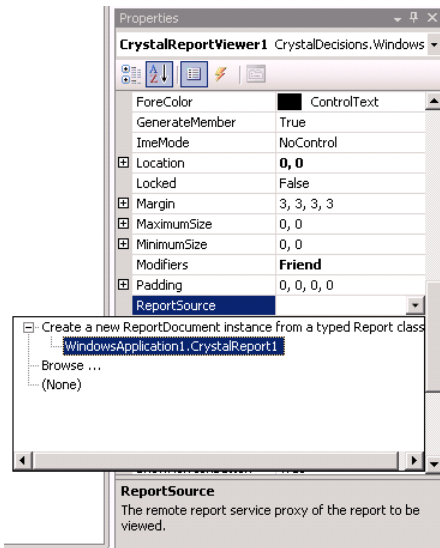 Properties
CrystalReportViewer1 CrystalDecisions.Windows
ForeColor ControlText
GenerateMember True
ImeMode NoControl
Location 0, 0
Locked False
Margin 3, 3, 3, 3
MaximumSize 0, 0
MinimumSize 0, 0
Modifiers Friend
Padding 0, 0, 0, 0
ReportSource
Create a new ReportDocument instance from a typed Report class
WindowsApplication1.CrystalReport1
Browse ...
(None)
ReportSource
The remote report service proxy of the report to be
viewed.